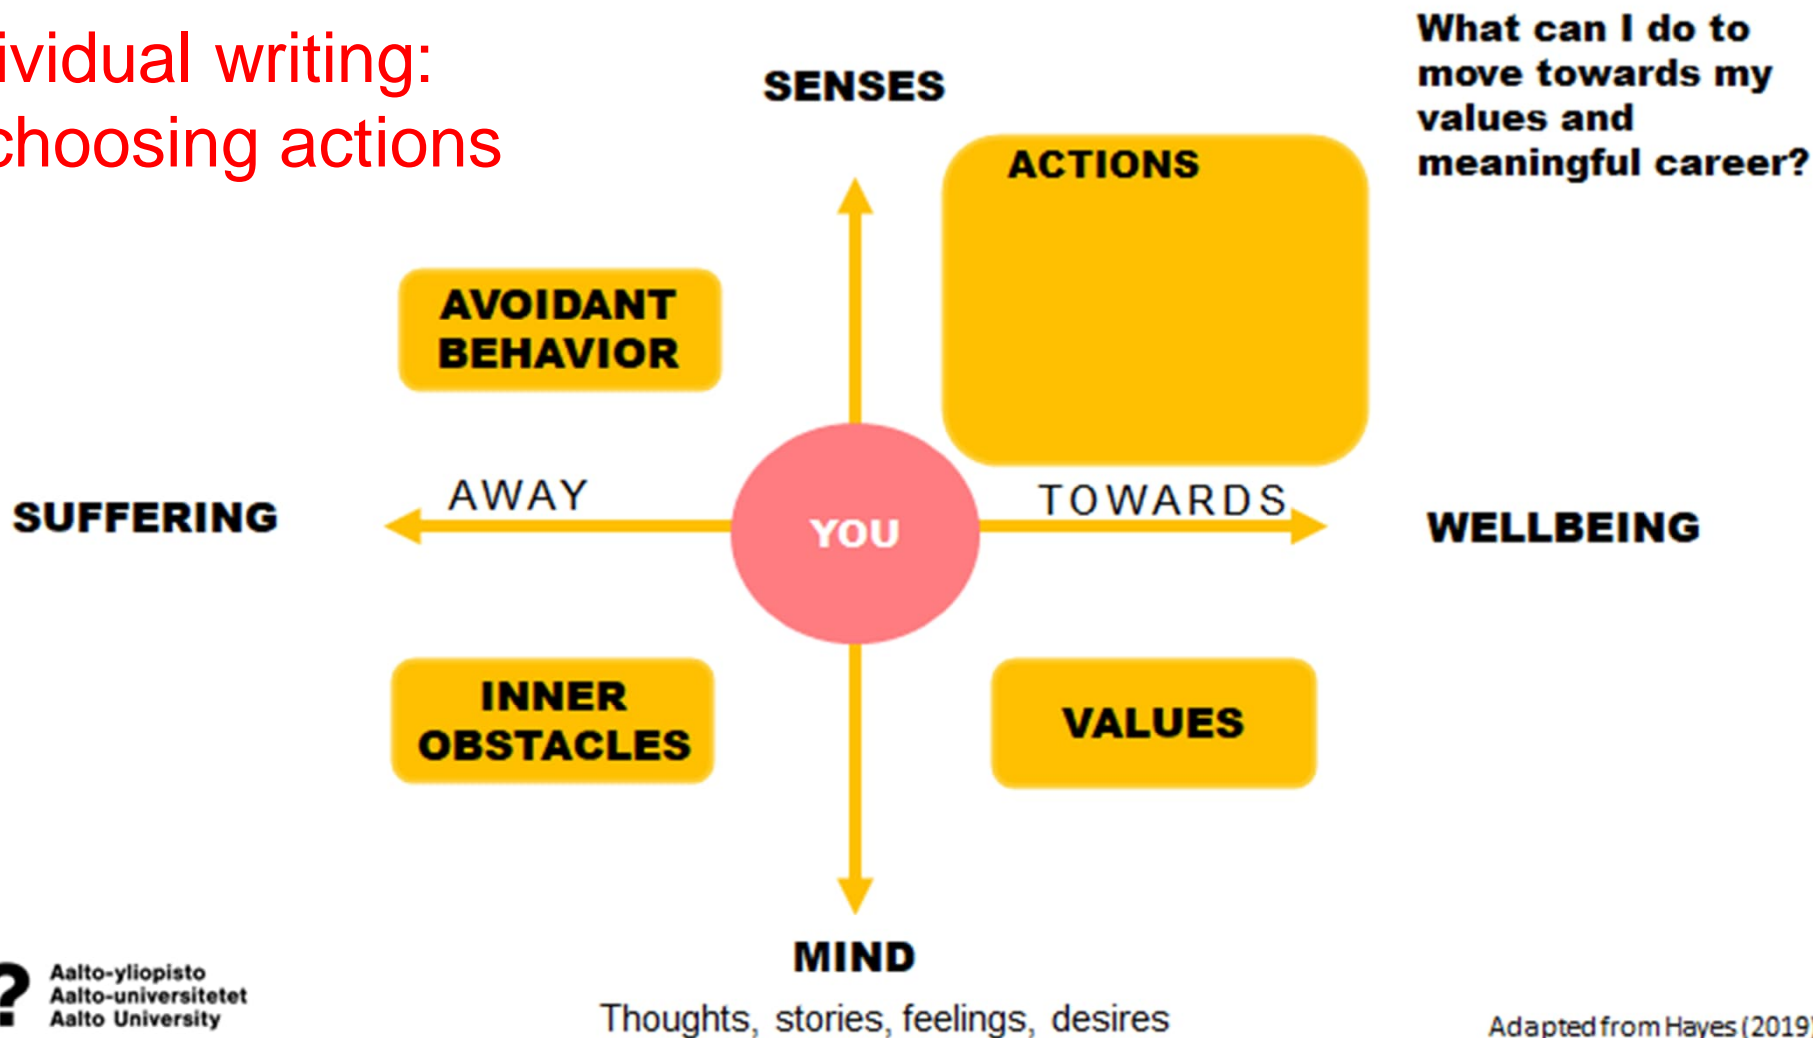 ividual writing:
choosing actions
What can I do to
move towards my
values and
meaningful career?
SENSES
ACTIONS
AVOIDANT
BEHAVIOR
AWAY
TOWARDS
SUFFERING
YOU
WELLBEING
INNER
OBSTACLES
VALUES
MIND
Thoughts, stories, feelings, desires
?
Aalto-yliopisto
Aalto-universitetet
Aalto University
Adapted from Hayes (2019)